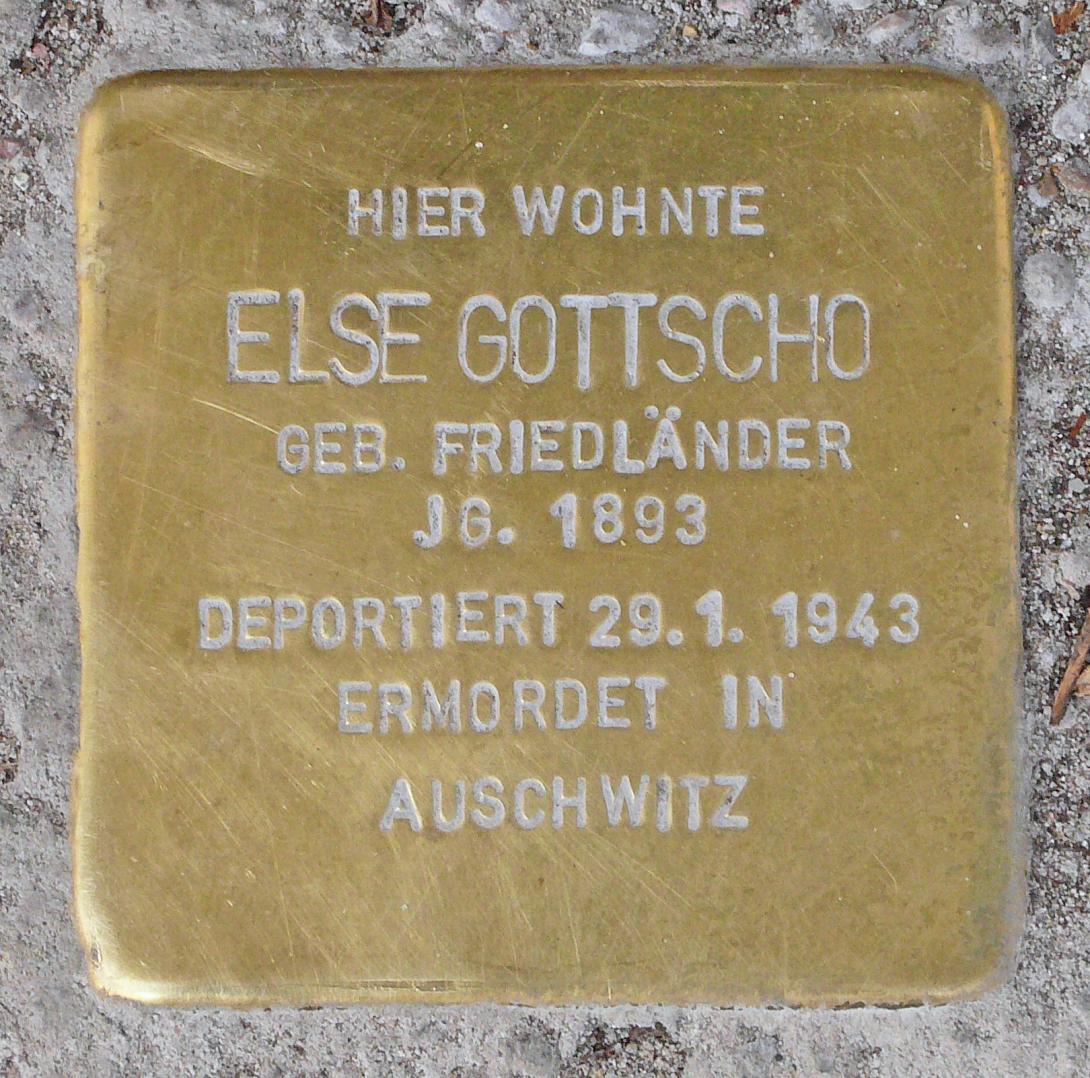 HIER WOHNTE
ELSE GOTTSCHO
GEB. FRIEDLÄNDER
JG. 1893
DEPORTIERT 29.1. 1943
ERMORDET IN
AUSCHWITZ